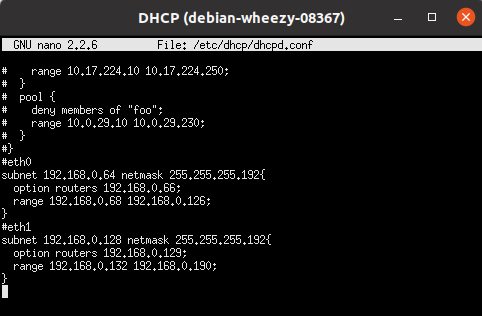 DHCP (debian-wheezy-08367)
GNU nano 2.2.6 File: /etc/dhcp/dhcpd.conf
#    range 10.17.224.10 10.17.224.250;
#  }
#  pool {
#    deny members of "foo";
#    range 10.0.29.10 10.0.29.230;
#  }
#}
#eth0
subnet 192.168.0.64 netmask 255.255.255.192{
  option routers 192.168.0.66;
  range 192.168.0.68 192.168.0.126;
}
#eth1
subnet 192.168.0.128 netmask 255.255.255.192{
  option routers 192.168.0.129;
  range 192.168.0.132 192.168.0.190;
}